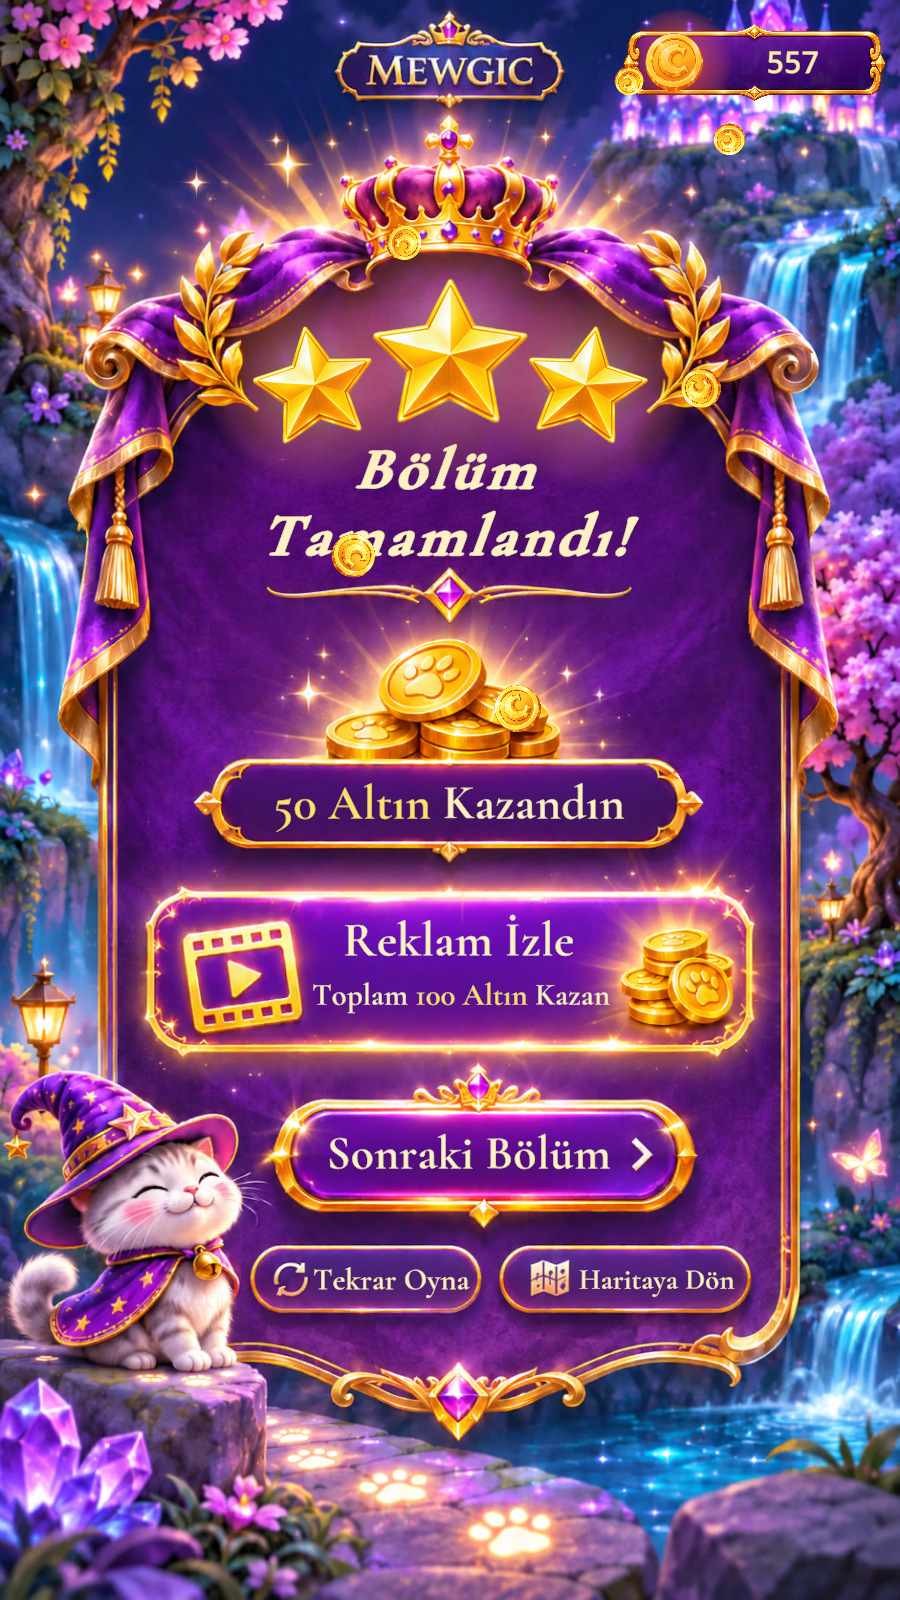 MEWGIC
557
Bölüm
Tamamlandı!
50 Altın Kazandın
Reklam İzle
Toplam 100 Altın Kazan
Sonraki Bölüm
Tekrar Oyna
Haritaya Dön